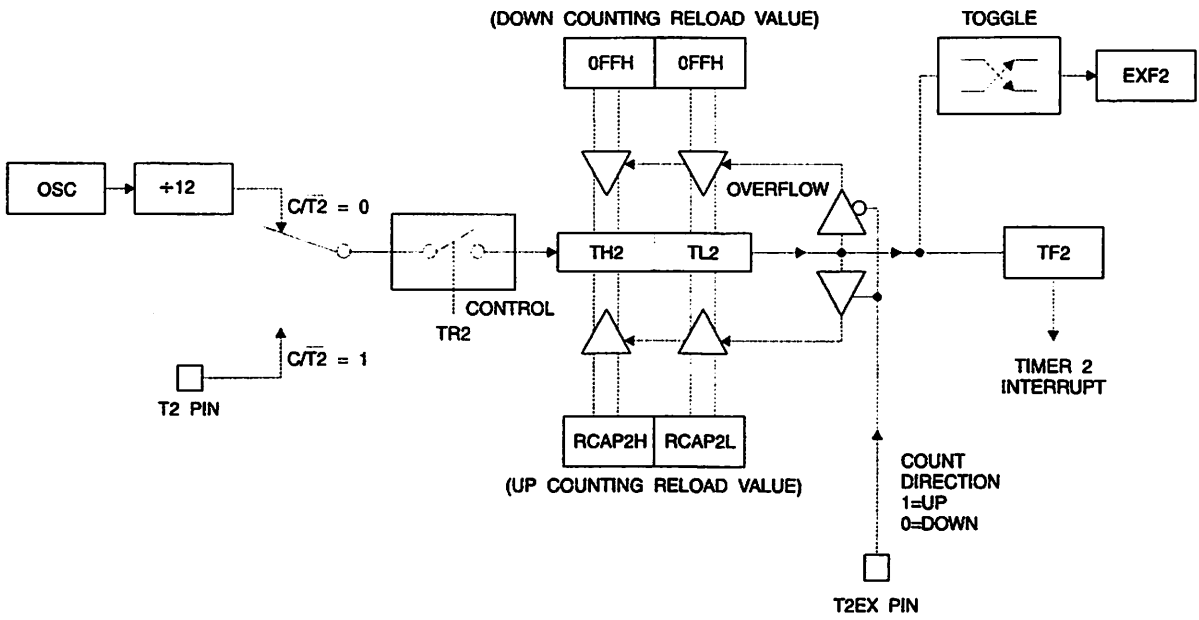 (DOWN COUNTING RELOAD VALUE)
TOGGLE
0FFH 0FFH
EXF2
OSC
÷12
C/T2̅ = 0
OVERFLOW
TH2 TL2
TF2
CONTROL
TR2
C/T2̅ = 1
T2 PIN
TIMER 2
INTERRUPT
RCAP2H RCAP2L
(UP COUNTING RELOAD VALUE)
COUNT
DIRECTION
1=UP
0=DOWN
T2EX PIN